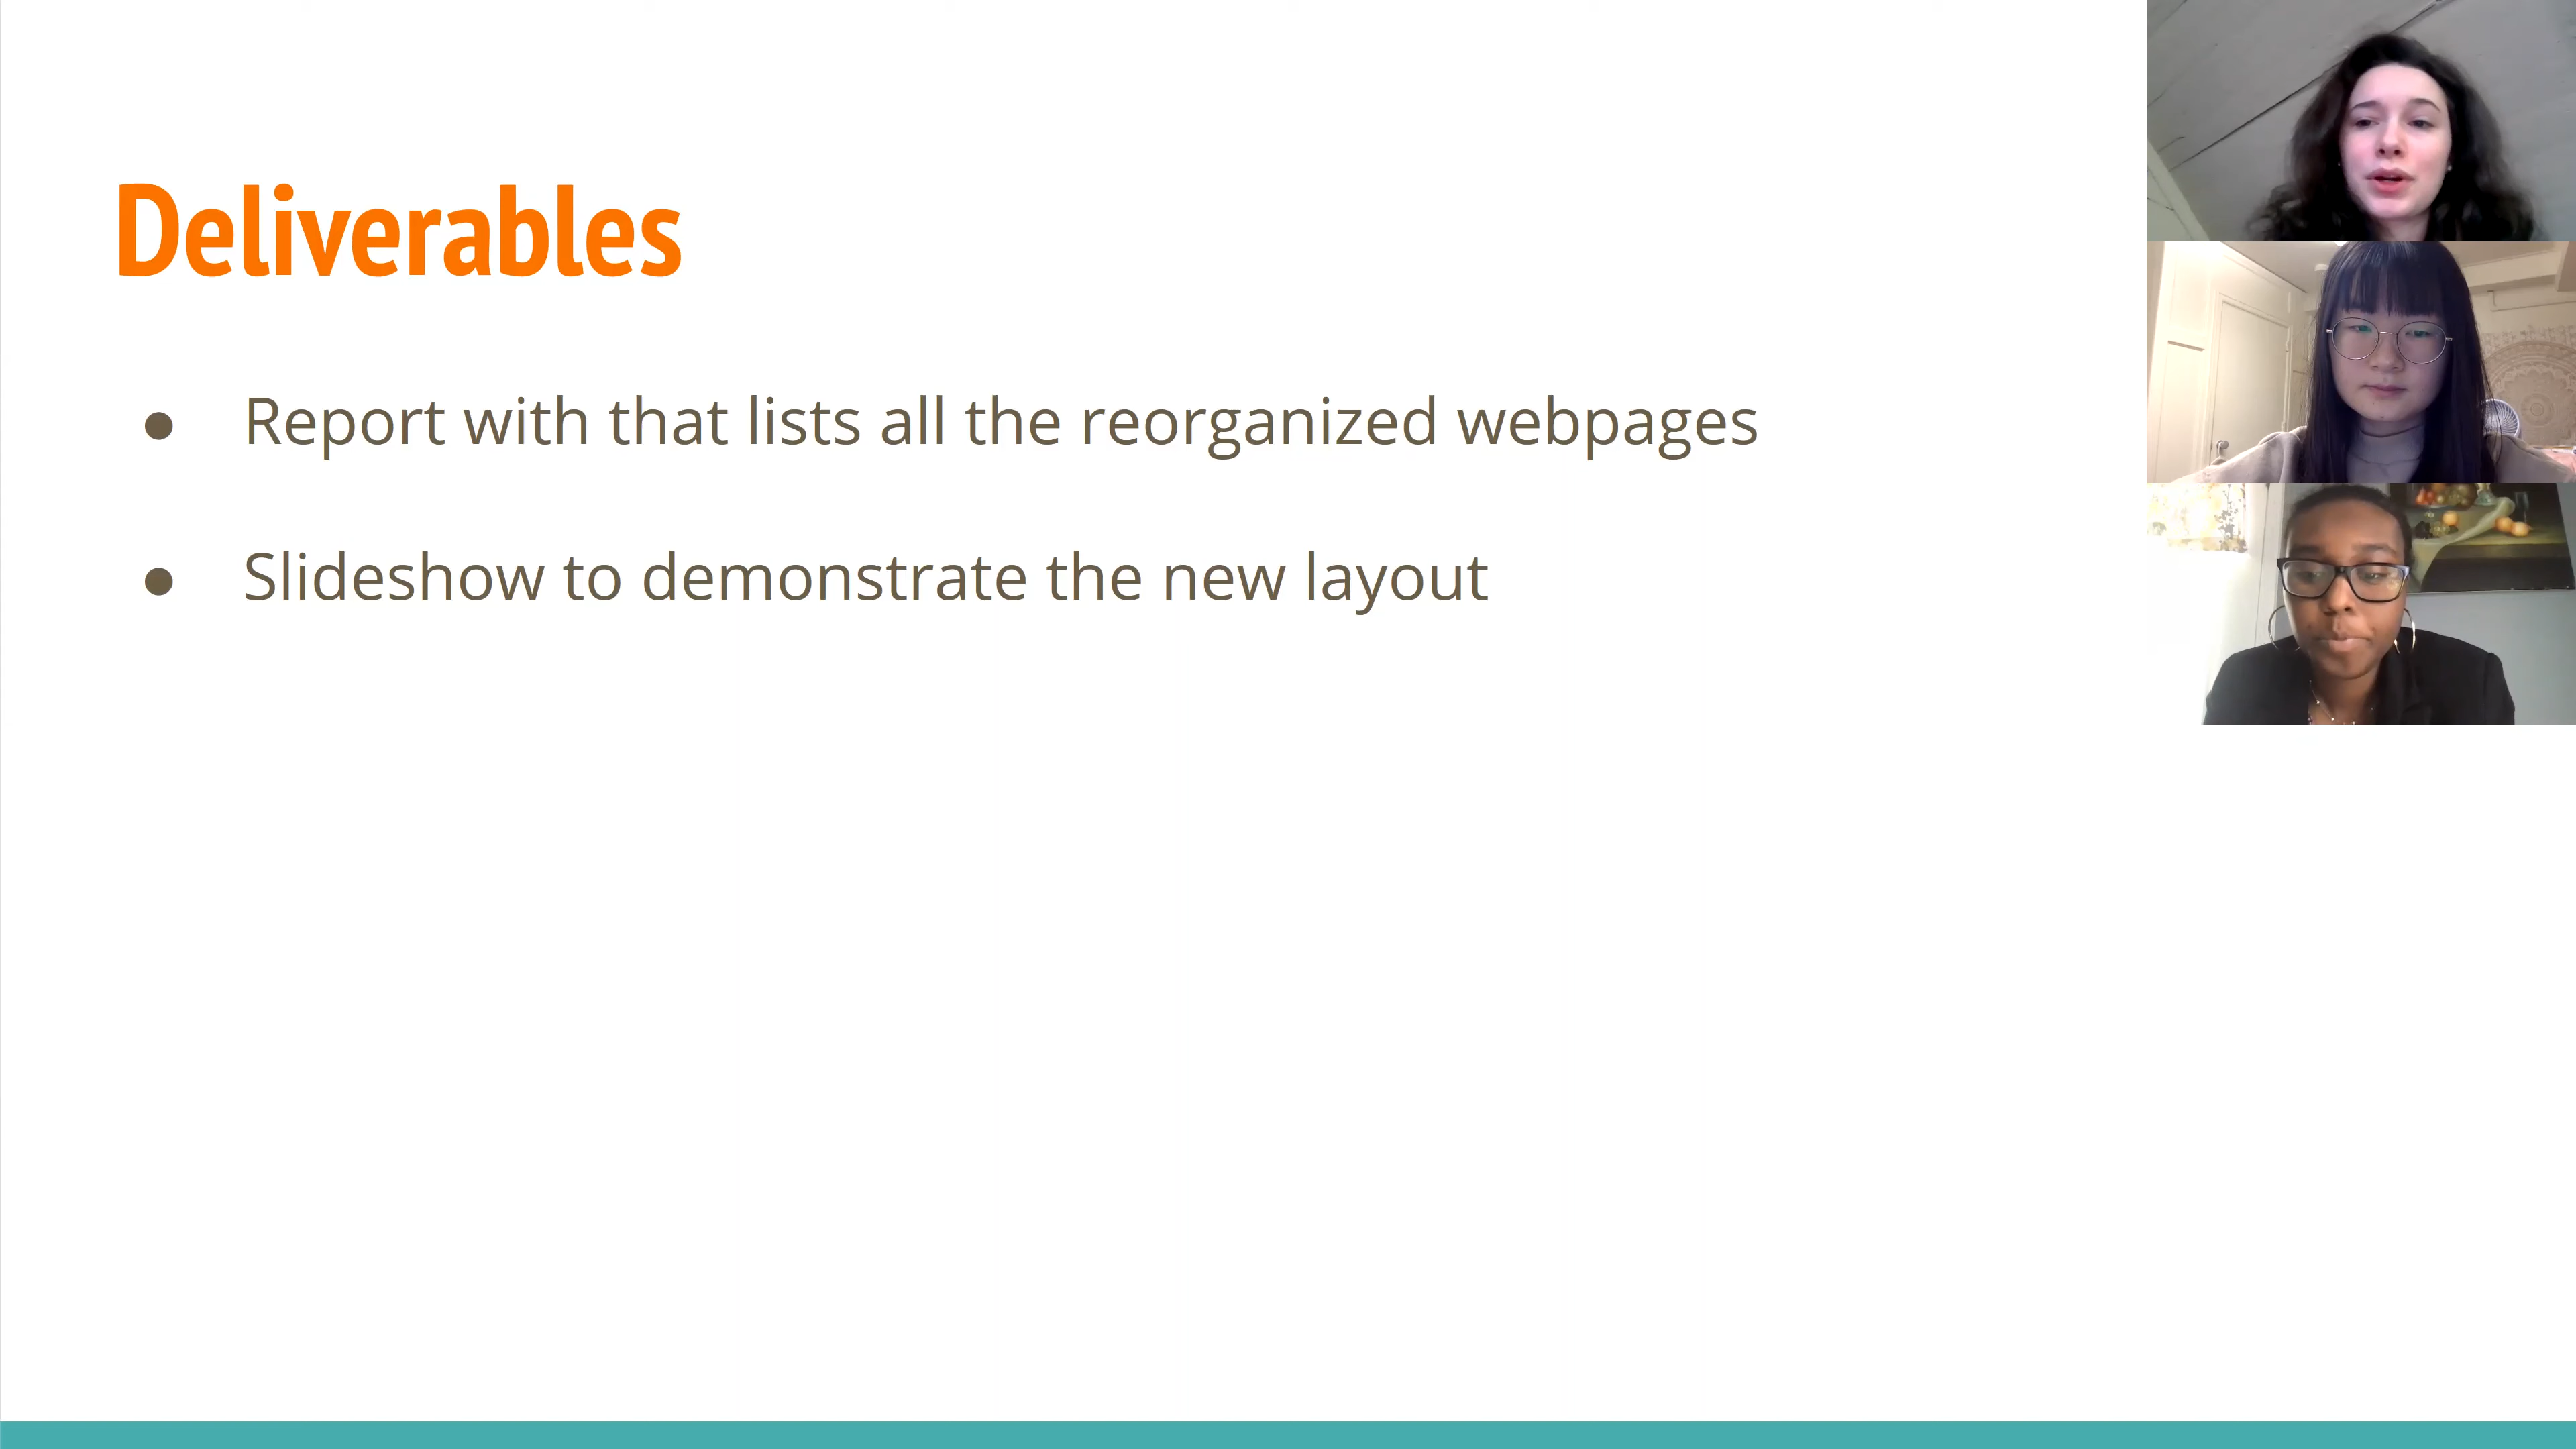 Deliverables
● Report with that lists all the reorganized webpages
● Slideshow to demonstrate the new layout